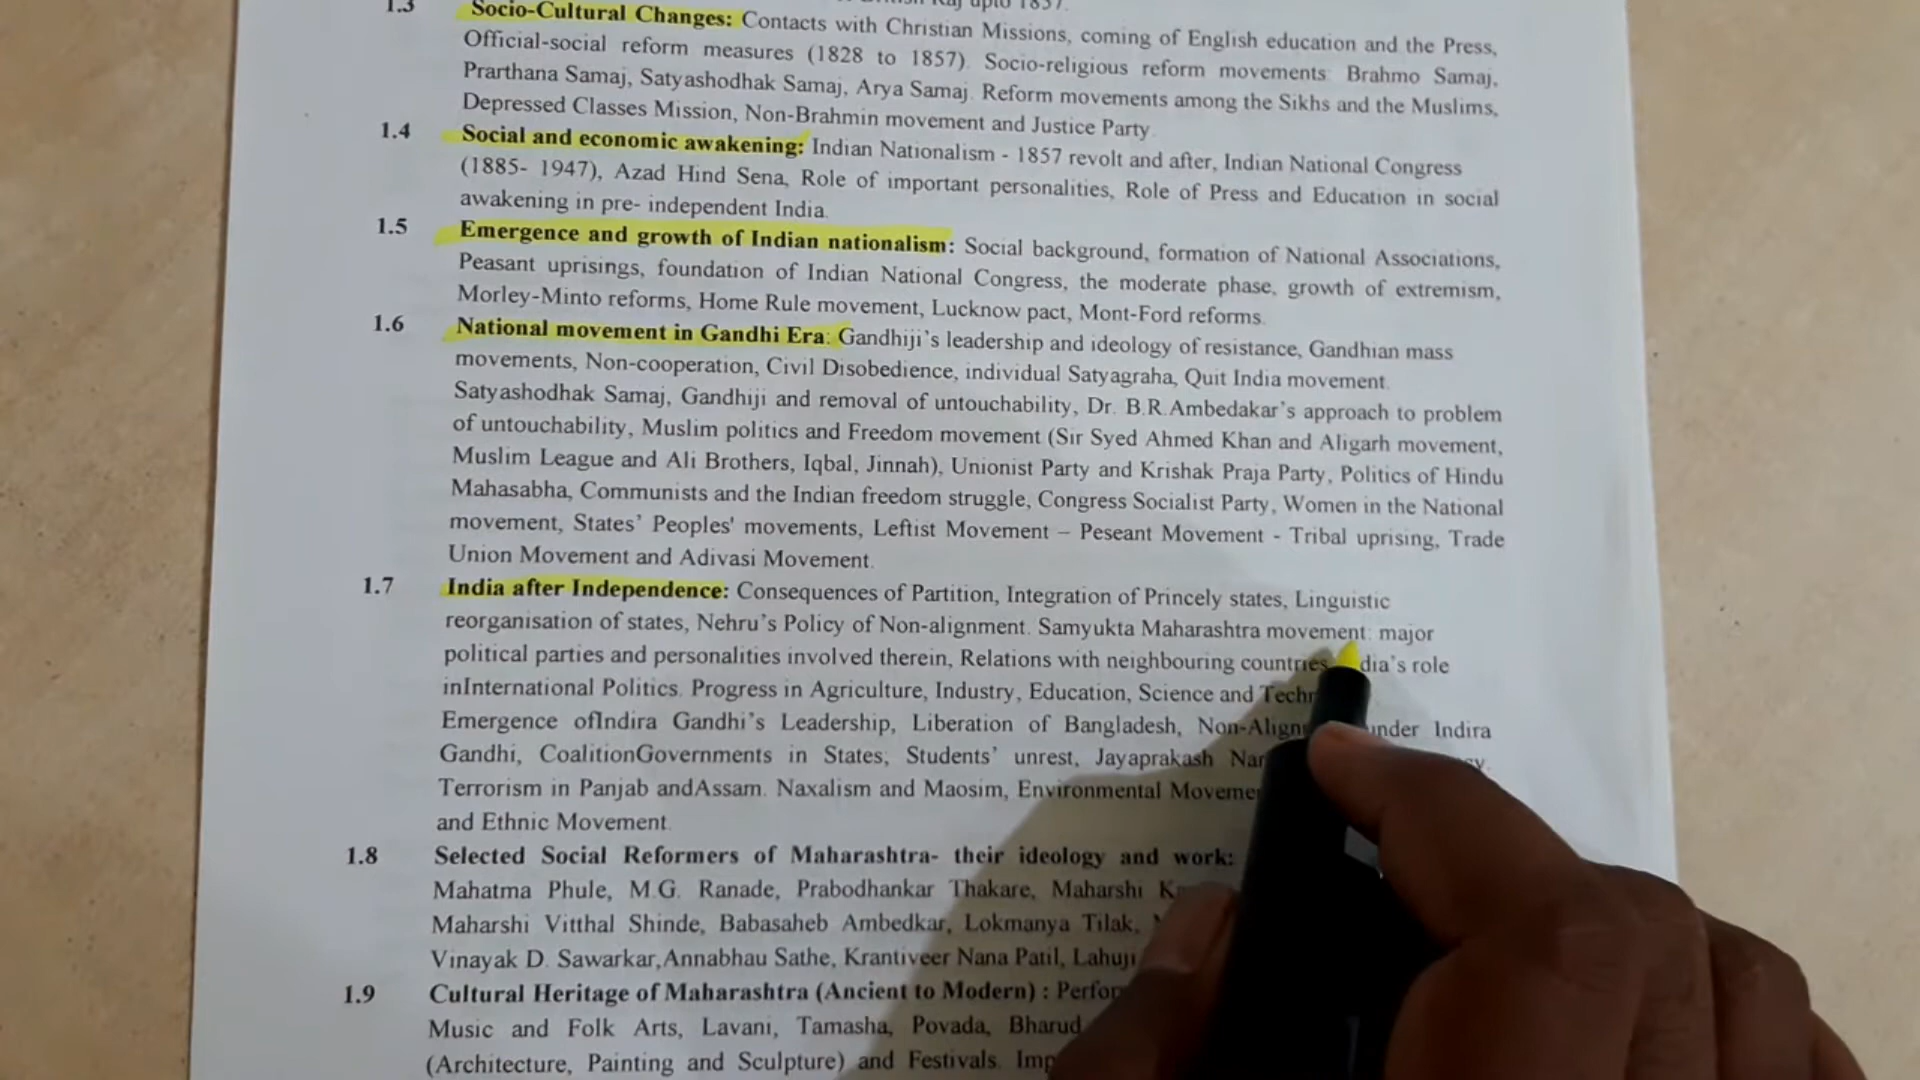 upto 1857.
1.3 Socio-Cultural Changes: Contacts with Christian Missions, coming of English education and the Press,
Official-social reform measures (1828 to 1857). Socio-religious reform movements: Brahmo Samaj,
Prarthana Samaj, Satyashodhak Samaj, Arya Samaj. Reform movements among the Sikhs and the Muslims,
Depressed Classes Mission, Non-Brahmin movement and Justice Party.
1.4 Social and economic awakening: Indian Nationalism - 1857 revolt and after, Indian National Congress
(1885- 1947), Azad Hind Sena, Role of important personalities, Role of Press and Education in social
awakening in pre- independent India.
1.5 Emergence and growth of Indian nationalism: Social background, formation of National Associations,
Peasant uprisings, foundation of Indian National Congress, the moderate phase, growth of extremism,
Morley-Minto reforms, Home Rule movement, Lucknow pact, Mont-Ford reforms.
1.6 National movement in Gandhi Era: Gandhiji's leadership and ideology of resistance, Gandhian mass
movements, Non-cooperation, Civil Disobedience, individual Satyagraha, Quit India movement.
Satyashodhak Samaj, Gandhiji and removal of untouchability, Dr. B.R.Ambedakar's approach to problem
of untouchability, Muslim politics and Freedom movement (Sir Syed Ahmed Khan and Aligarh movement,
Muslim League and Ali Brothers, Iqbal, Jinnah), Unionist Party and Krishak Praja Party, Politics of Hindu
Mahasabha, Communists and the Indian freedom struggle, Congress Socialist Party, Women in the National
movement, States' Peoples' movements, Leftist Movement – Peseant Movement - Tribal uprising, Trade
Union Movement and Adivasi Movement.
1.7 India after Independence: Consequences of Partition, Integration of Princely states, Linguistic
reorganisation of states, Nehru's Policy of Non-alignment. Samyukta Maharashtra movement: major
political parties and personalities involved therein, Relations with neighbouring countries dia's role
inInternational Politics. Progress in Agriculture, Industry, Education, Science and Techn
Emergence ofIndira Gandhi's Leadership, Liberation of Bangladesh, Non-Align under Indira
Gandhi, CoalitionGovernments in States, Students' unrest, Jayaprakash Nar
Terrorism in Panjab andAssam. Naxalism and Maosim, Environmental Moveme
and Ethnic Movement.
1.8 Selected Social Reformers of Maharashtra- their ideology and work:
Mahatma Phule, M.G. Ranade, Prabodhankar Thakare, Maharshi Ka
Maharshi Vitthal Shinde, Babasaheb Ambedkar, Lokmanya Tilak,
Vinayak D. Sawarkar,Annabhau Sathe, Krantiveer Nana Patil, Lahuji
1.9 Cultural Heritage of Maharashtra (Ancient to Modern) : Perfor
Music and Folk Arts, Lavani, Tamasha, Povada, Bharud
(Architecture, Painting and Sculpture) and Festivals. Imp